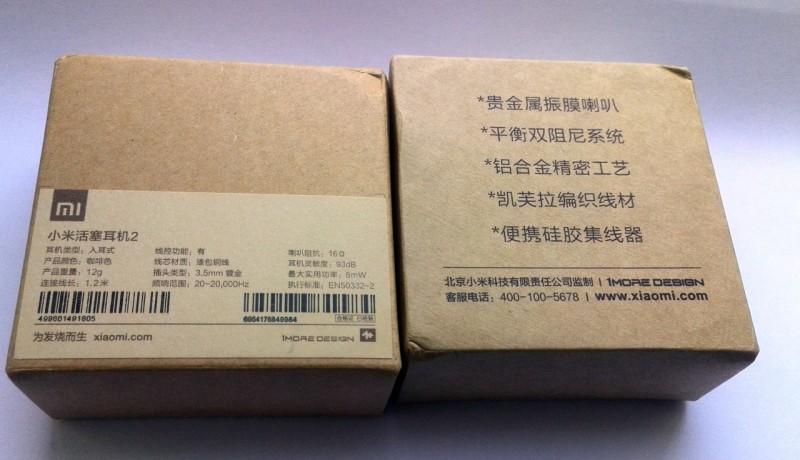 mi
小米活塞耳机2
耳机类型：入耳式 线控功能：有 喇叭阻抗：16Ω
产品颜色：咖啡色 线芯材质：漆包铜线 耳机灵敏度：93dB
产品重量：12g 插头类型：3.5mm 镀金 最大实用功率：5mW
连接线长：1.2米 频响范围：20~20,000Hz 执行标准：EN50332-2
499601491605 6954176849984
为发烧而生 xiaomi.com 1MORE DESIGN
*贵金属振膜喇叭
*平衡双阻尼系统
*铝合金精密工艺
*凯芙拉编织线材
*便携硅胶集线器
北京小米科技有限责任公司监制 | 1MORE DESIGN
客服电话：400-100-5678 | www.xiaomi.com